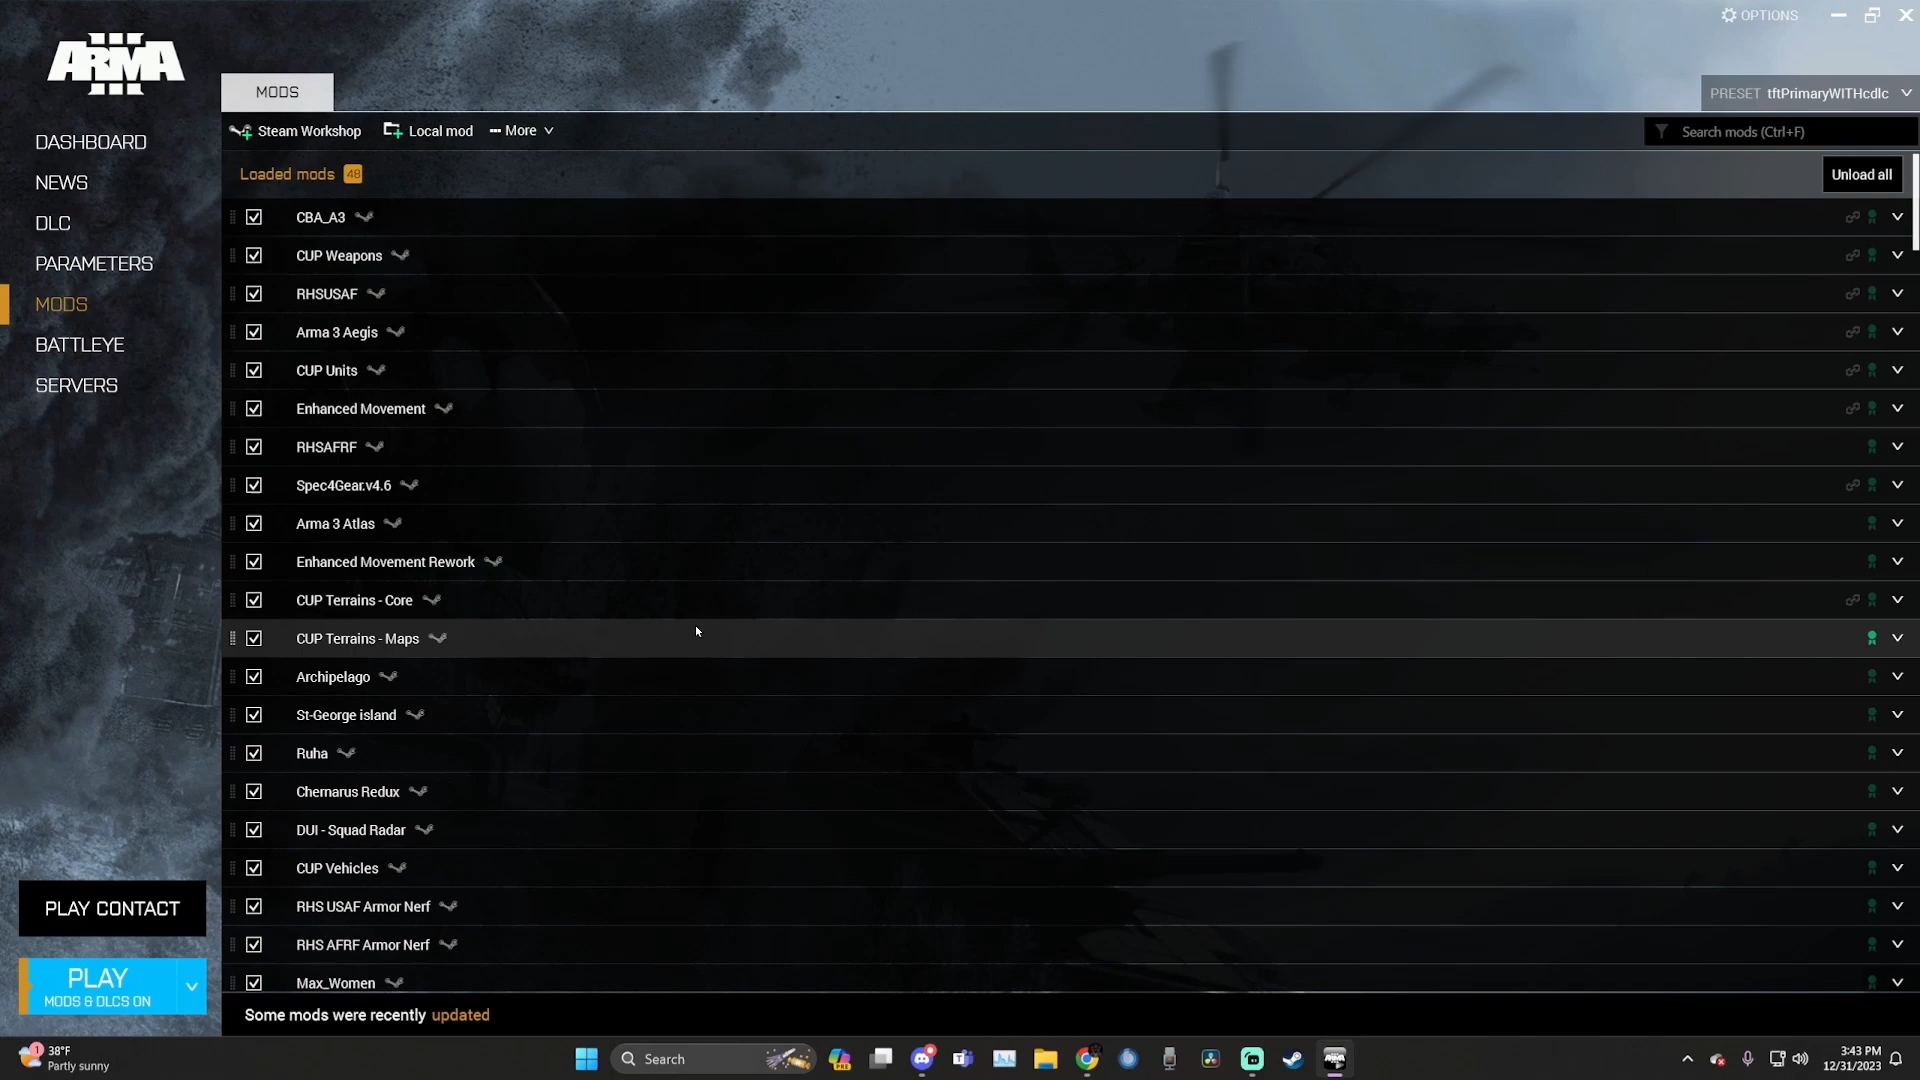 OPTIONS
ARMA
III
MODS
PRESET tftPrimaryWITHcdlc
DASHBOARD
NEWS
DLC
PARAMETERS
MODS
BATTLEYE
SERVERS
Steam Workshop
Local mod
More
Search mods (Ctrl+F)
Loaded mods 48
Unload all
CBA_A3
CUP Weapons
RHSUSAF
Arma 3 Aegis
CUP Units
Enhanced Movement
RHSAFRF
Spec4Gear.v4.6
Arma 3 Atlas
Enhanced Movement Rework
CUP Terrains - Core
CUP Terrains - Maps
Archipelago
St-George island
Ruha
Chernarus Redux
DUI - Squad Radar
CUP Vehicles
RHS USAF Armor Nerf
RHS AFRF Armor Nerf
Max_Women
PLAY CONTACT
PLAY
MODS & DLCS ON
Some mods were recently updated
1
38°F
Partly sunny
Search
PRE
3:43 PM
12/31/2023